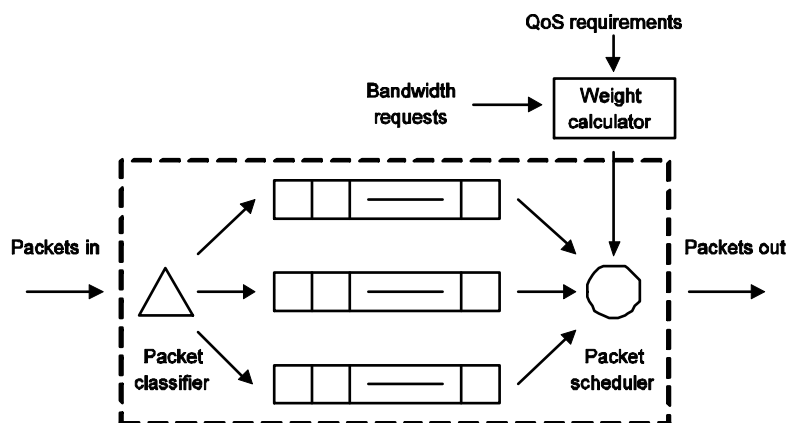 QoS requirements
Bandwidth
requests
Weight
calculator
Packets in
Packets out
Packet
classifier
Packet
scheduler